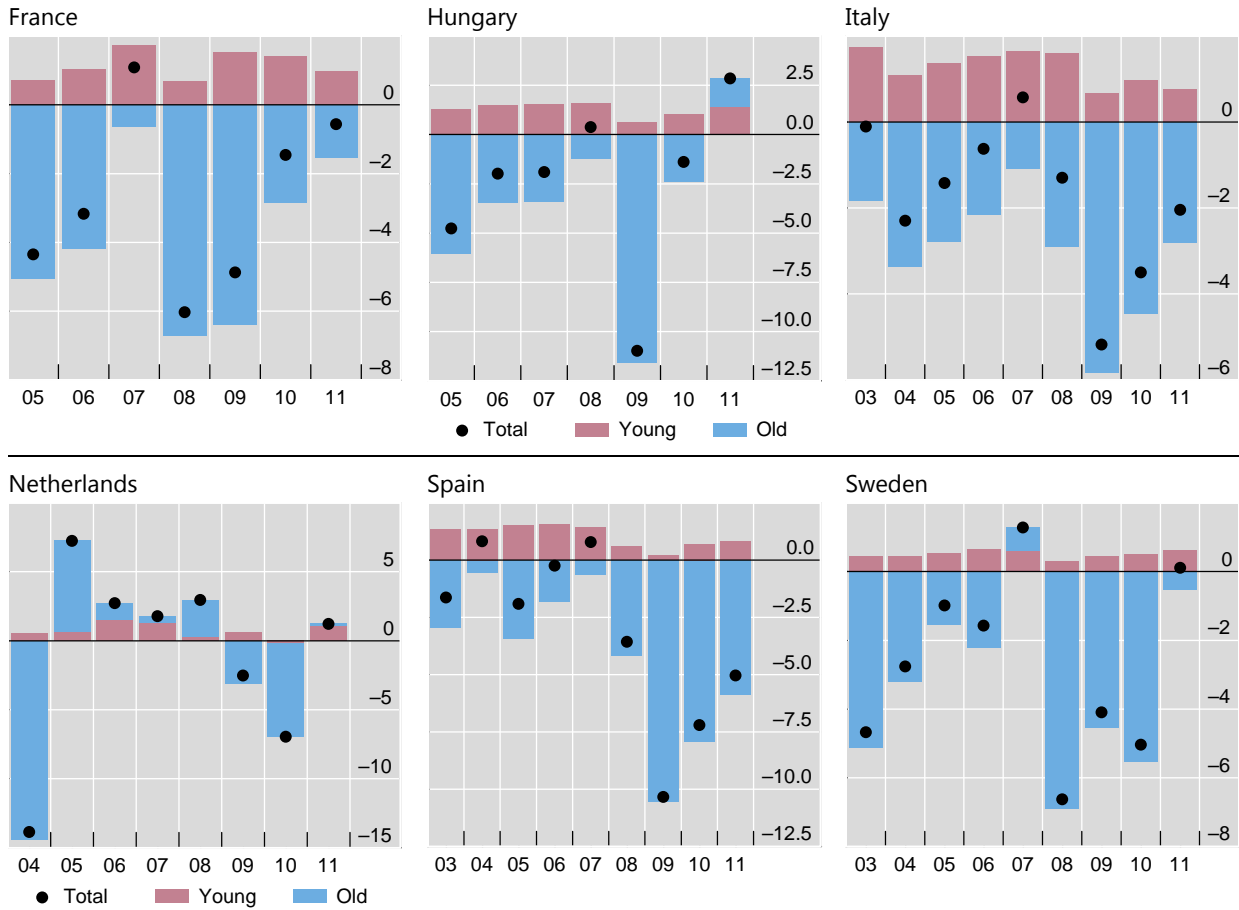 France
0
−2
−4
−6
−8
05 06 07 08 09 10 11
Hungary
2.5
0.0
−2.5
−5.0
−7.5
−10.0
−12.5
05 06 07 08 09 10 11
Italy
0
−2
−4
−6
03 04 05 06 07 08 09 10 11
Total Young Old
Netherlands
5
0
−5
−10
−15
04 05 06 07 08 09 10 11
Spain
0.0
−2.5
−5.0
−7.5
−10.0
−12.5
03 04 05 06 07 08 09 10 11
Sweden
0
−2
−4
−6
−8
03 04 05 06 07 08 09 10 11
Total Young Old